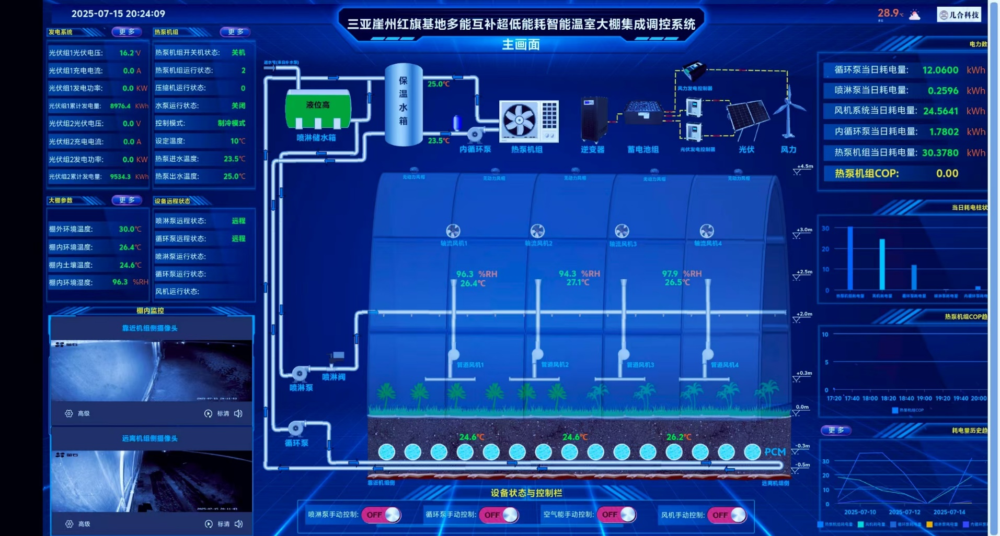 2025-07-15 20:24:09
三亚崖州红旗基地多能互补超低能耗智能温室大棚集成调控系统
主画面
28.9℃
几合科技
发电系统
更多
光伏组1光伏电压: 16.2 V
光伏组1充电电流: 0.0 A
光伏组1发电功率: 0.0 KW
光伏组1累计发电量: 8976.4 KWh
光伏组2光伏电压: 0.0 V
光伏组2充电电流: 0.0 A
光伏组2发电功率: 0.0 KW
光伏组2累计发电量: 9534.3 KWh
热泵机组
更多
热泵机组开关机状态: 关机
热泵机组运行状态: 2
压缩机运行状态: 0
水泵运行状态: 关闭
控制模式: 制冷模式
设定温度: 10℃
热泵进水温度: 23.5℃
热泵出水温度: 25.0℃
大棚参数
更多
棚外环境温度: 30.0℃
棚内环境温度: 26.4℃
棚内土壤温度: 24.6℃
棚内环境湿度: 96.3 %RH
设备远程状态
喷淋泵远程状态: 远程
循环泵远程状态: 远程
喷淋泵运行状态:
循环泵运行状态:
风机运行状态:
棚内监控
靠近机组侧摄像头
萤石
2025-07-15 20:11:43
高级
标清
远离机组侧摄像头
萤石
2025-07-15 20:11:43
高级
标清
进水管(来自补水泵)
液位高
喷淋储水箱
保温水箱
25.0℃
23.5℃
内循环泵
热泵机组
逆变器
蓄电池组
风力发电控制器
光伏发电控制器
光伏
风力
无动力风帽
无动力风帽
无动力风帽
无动力风帽
无动力风帽
+4.5m
轴流风机1
轴流风机2
轴流风机3
轴流风机4
+3.0m
96.3 %RH
26.4℃
94.3 %RH
27.1℃
97.9 %RH
26.5℃
+2.5m
+2.0m
管道风机1
管道风机2
管道风机3
管道风机4
+0.3m
喷淋泵
喷淋阀
0.0m
循环泵
24.6℃
24.6℃
26.2℃
PCM
-0.3m
-0.5m
靠近机组侧
远离机组侧
设备状态与控制栏
喷淋泵手动控制: OFF
循环泵手动控制: OFF
空气能手动控制: OFF
风机手动控制: OFF
电力数
循环泵当日耗电量: 12.0600 kWh
喷淋泵当日耗电量: 0.2596 kWh
风机系统当日耗电量: 24.5641 kWh
内循环泵当日耗电量: 1.7802 kWh
热泵机组当日耗电量: 30.3780 kWh
热泵机组COP: 0.00
当日耗电柱状
30
20
10
0
热泵机组耗电量 风机耗电量 循环泵耗电量 喷淋泵耗电量 内循环泵耗电
热泵机组COP趋
10
5
0
17:20 17:40 18:00 18:20 18:40 19:00 19:20 19:40 20:00
热泵机组COP
更多
耗电量历史趋
30
20
10
0
2025-07-10 2025-07-12 2025-07-14
热泵机组耗电量 风机耗电量 循环泵耗电量 喷淋泵耗电量 内循环泵